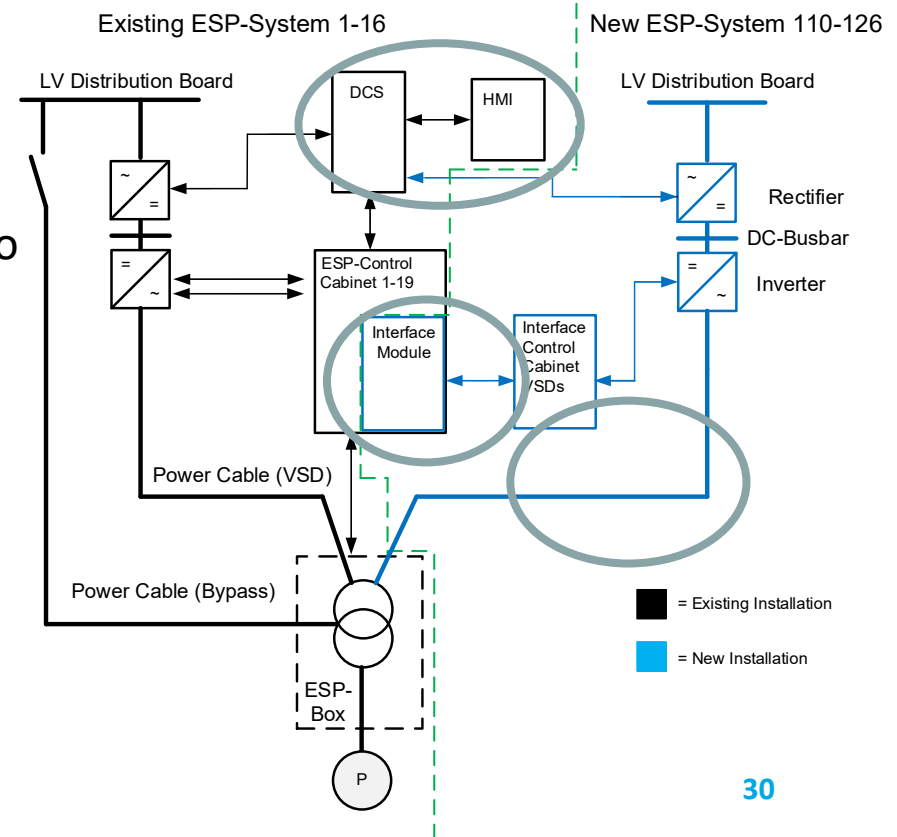 Existing ESP-System 1-16
New ESP-System 110-126
LV Distribution Board
LV Distribution Board
DCS
HMI
~
=
~
=
Rectifier
O
DC-Busbar
=
~
=
~
Inverter
ESP-Control
Cabinet 1-19
Interface
Module
Interface
Control
Cabinet
VSDs
Power Cable (VSD)
Power Cable (Bypass)
= Existing Installation
= New Installation
ESP-
Box
P
30